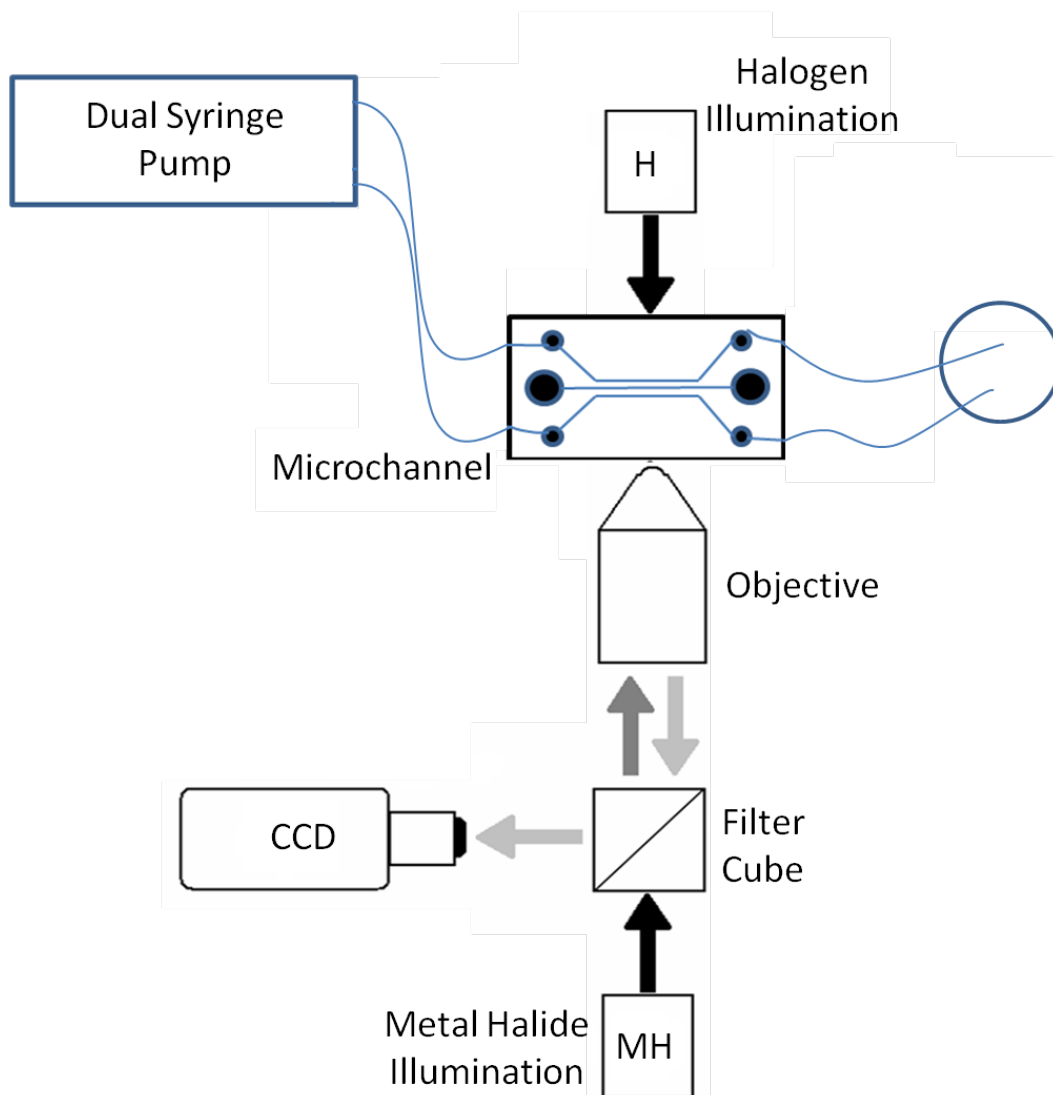 Dual Syringe
Pump
Halogen
Illumination
H
Microchannel
Objective
CCD
Filter
Cube
Metal Halide
Illumination
MH